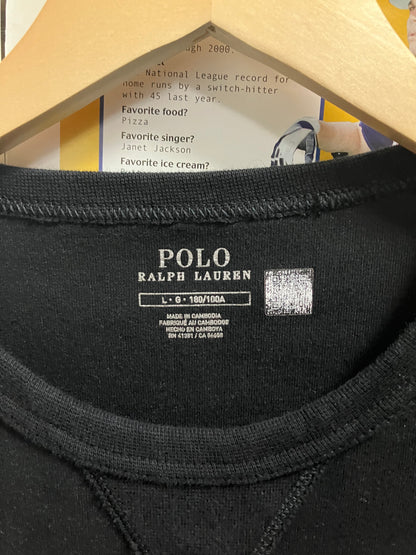 ugh 2000.
National League record for
home runs by a switch-hitter
with 45 last year.
Favorite food?
Pizza
Favorite singer?
Janet Jackson
Favorite ice cream?
POLO
RALPH LAUREN
L • G • 180/100A
MADE IN CAMBODIA
FABRIQUÉ AU CAMBODGE
HECHO EN CAMBOYA
RN 41381 / CA 06608